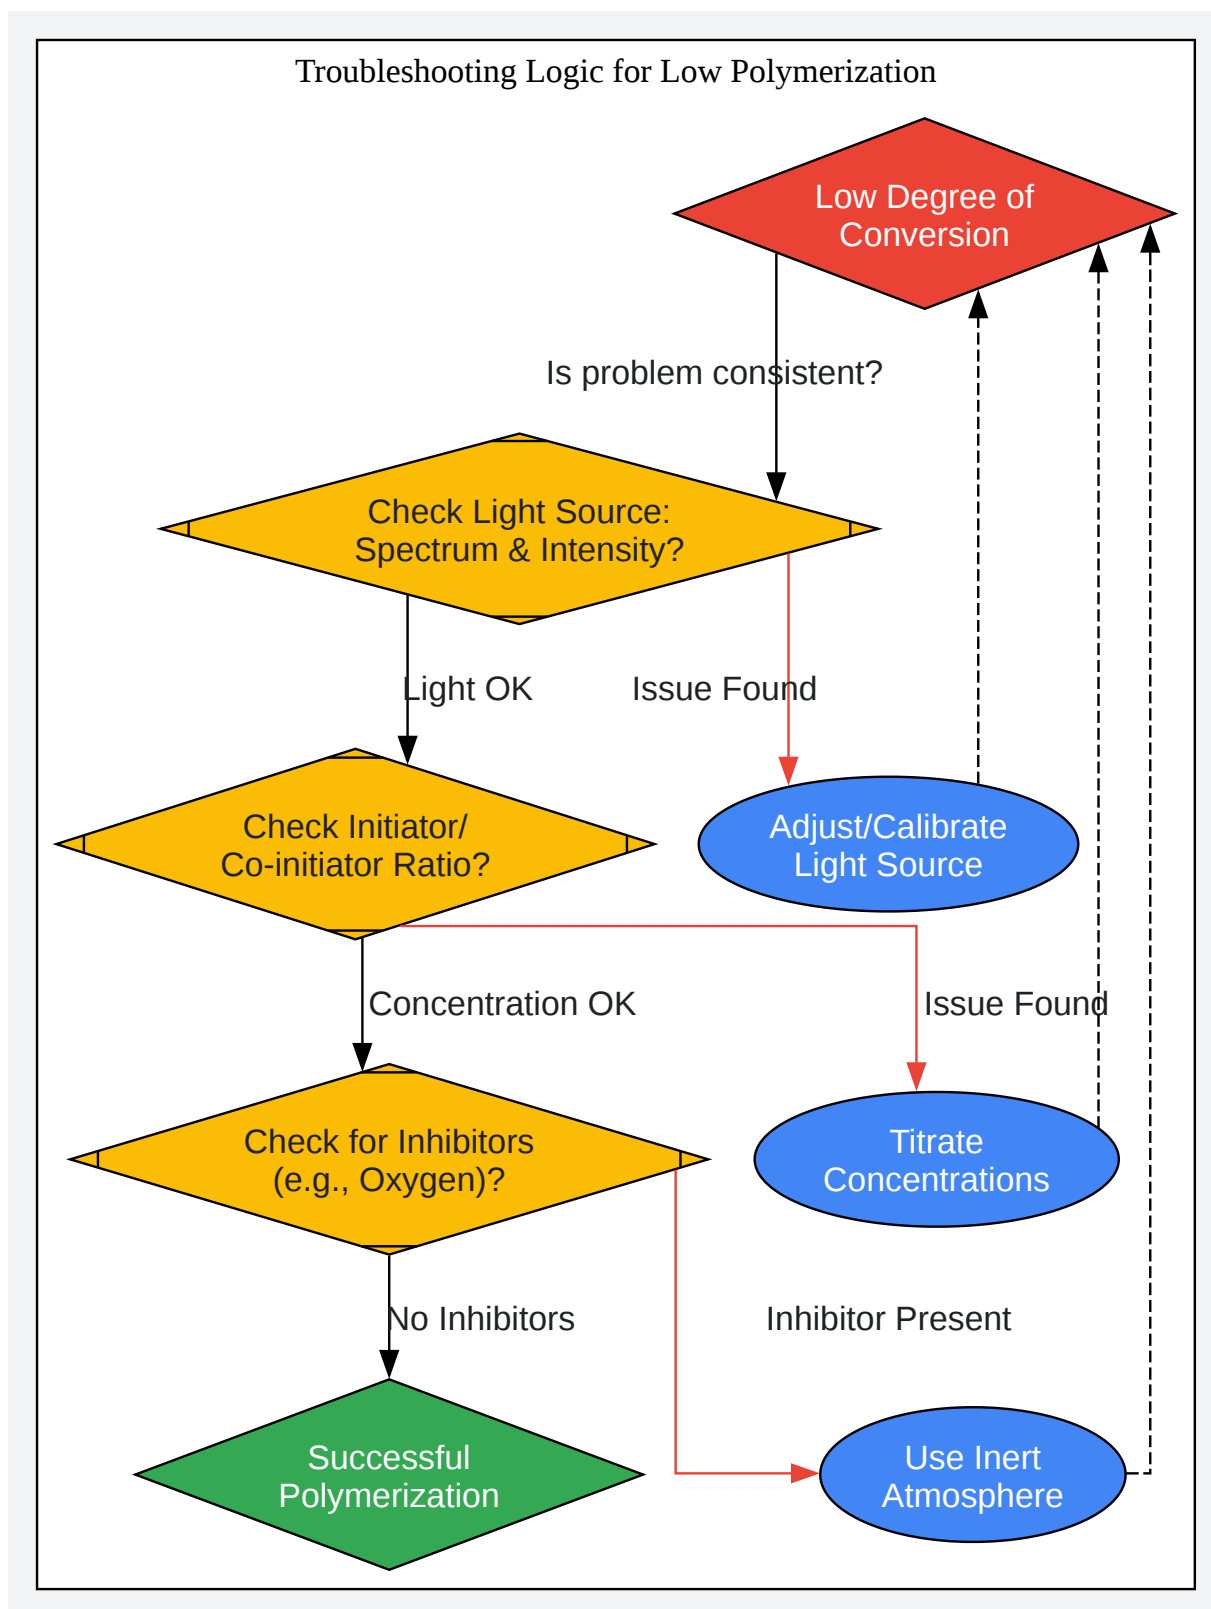 Troubleshooting Logic for Low Polymerization
Low Degree of
Conversion
Is problem consistent?
Check Light Source:
Spectrum & Intensity?
Light OK
Issue Found
Check Initiator/
Co-initiator Ratio?
Adjust/Calibrate
Light Source
Concentration OK
Issue Found
Check for Inhibitors
(e.g., Oxygen)?
Titrate
Concentrations
No Inhibitors
Inhibitor Present
Successful
Polymerization
Use Inert
Atmosphere